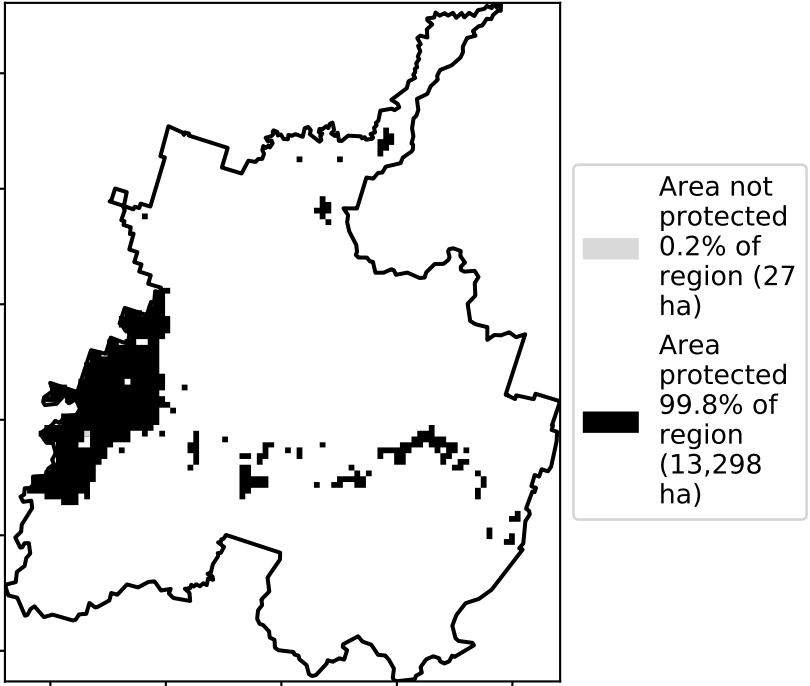 Area not
protected
0.2% of
region (27
ha)
Area
protected
99.8% of
region
(13,298
ha)